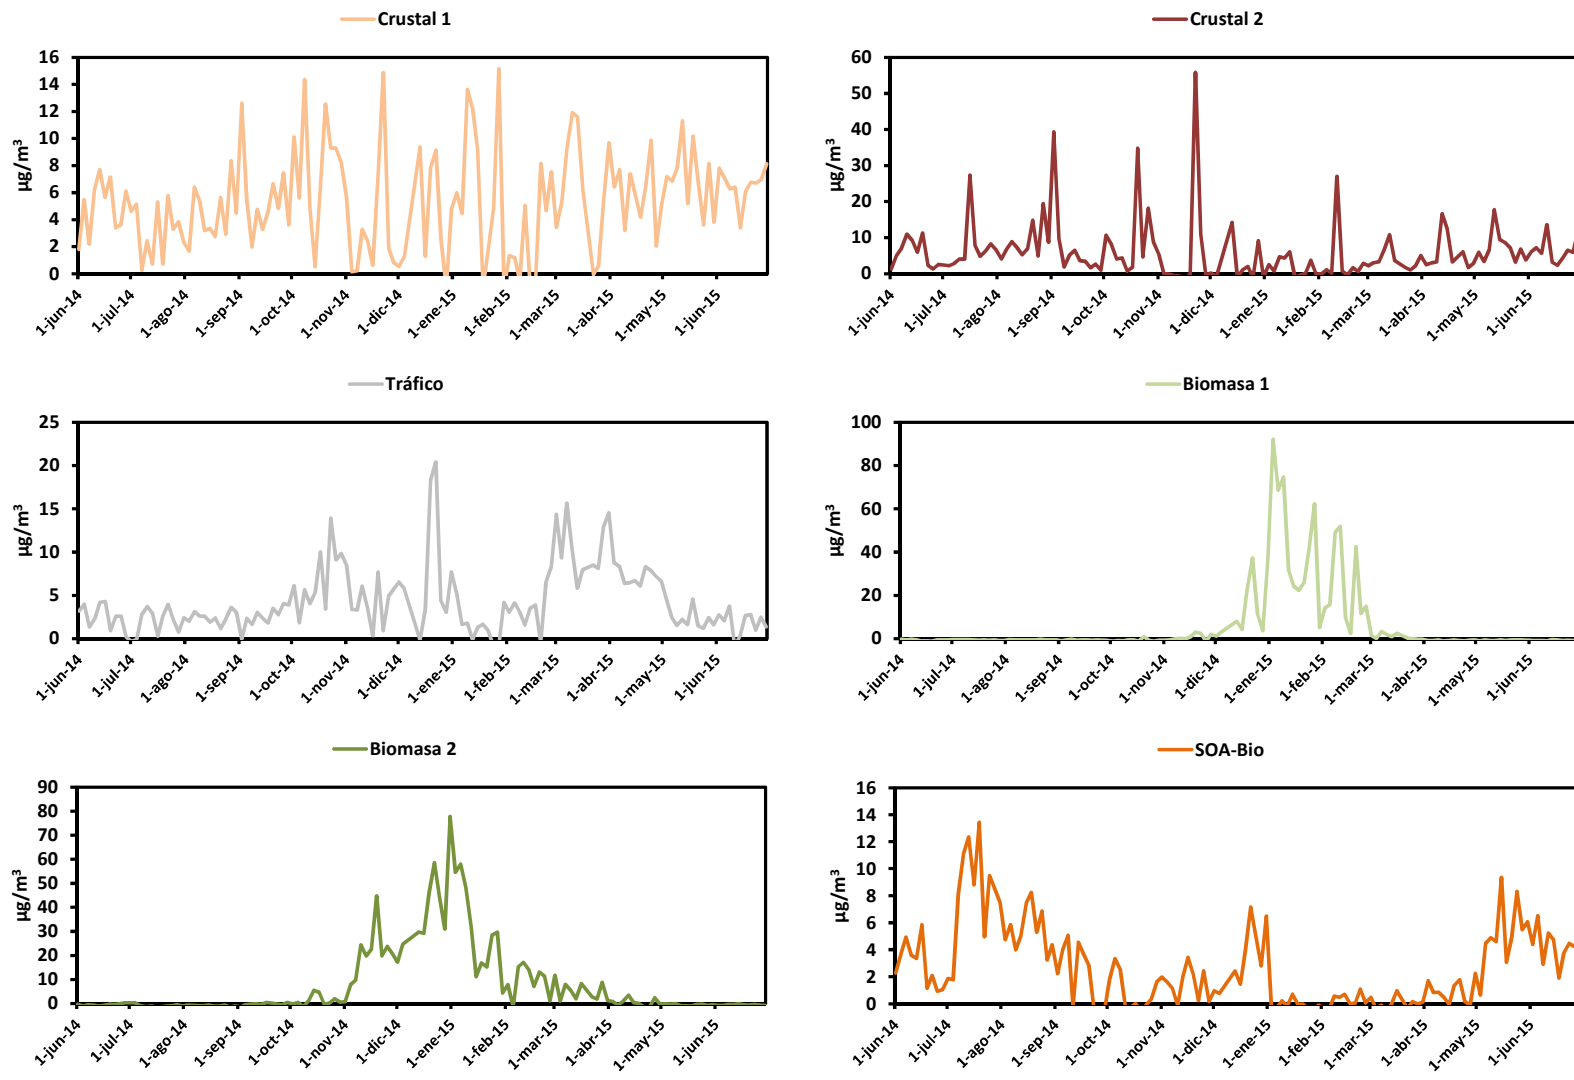 Crustal 1
µg/m³
16
14
12
10
8
6
4
2
0
1-jun-14
1-jul-14
1-ago-14
1-sep-14
1-oct-14
1-nov-14
1-dic-14
1-ene-15
1-feb-15
1-mar-15
1-abr-15
1-may-15
1-jun-15
Crustal 2
µg/m³
60
50
40
30
20
10
0
1-jun-14
1-jul-14
1-ago-14
1-sep-14
1-oct-14
1-nov-14
1-dic-14
1-ene-15
1-feb-15
1-mar-15
1-abr-15
1-may-15
1-jun-15
Tráfico
µg/m³
25
20
15
10
5
0
1-jun-14
1-jul-14
1-ago-14
1-sep-14
1-oct-14
1-nov-14
1-dic-14
1-ene-15
1-feb-15
1-mar-15
1-abr-15
1-may-15
1-jun-15
Biomasa 1
µg/m³
100
80
60
40
20
0
1-jun-14
1-jul-14
1-ago-14
1-sep-14
1-oct-14
1-nov-14
1-dic-14
1-ene-15
1-feb-15
1-mar-15
1-abr-15
1-may-15
1-jun-15
Biomasa 2
µg/m³
90
80
70
60
50
40
30
20
10
0
1-jun-14
1-jul-14
1-ago-14
1-sep-14
1-oct-14
1-nov-14
1-dic-14
1-ene-15
1-feb-15
1-mar-15
1-abr-15
1-may-15
1-jun-15
SOA-Bio
µg/m³
16
14
12
10
8
6
4
2
0
1-jun-14
1-jul-14
1-ago-14
1-sep-14
1-oct-14
1-nov-14
1-dic-14
1-ene-15
1-feb-15
1-mar-15
1-abr-15
1-may-15
1-jun-15